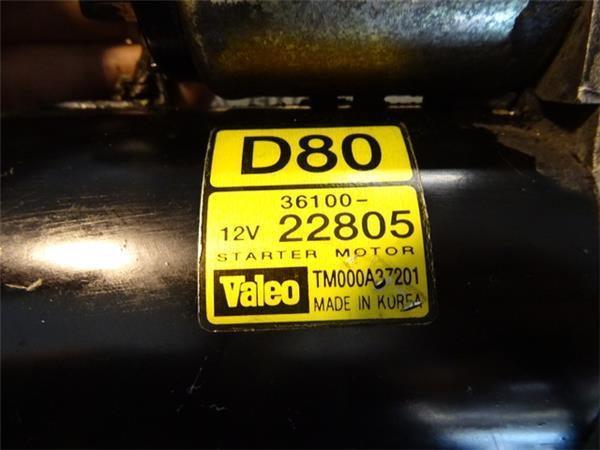 D80
36100-
12V 22805
STARTER MOTOR
Valeo TM000A37201
MADE IN KOREA